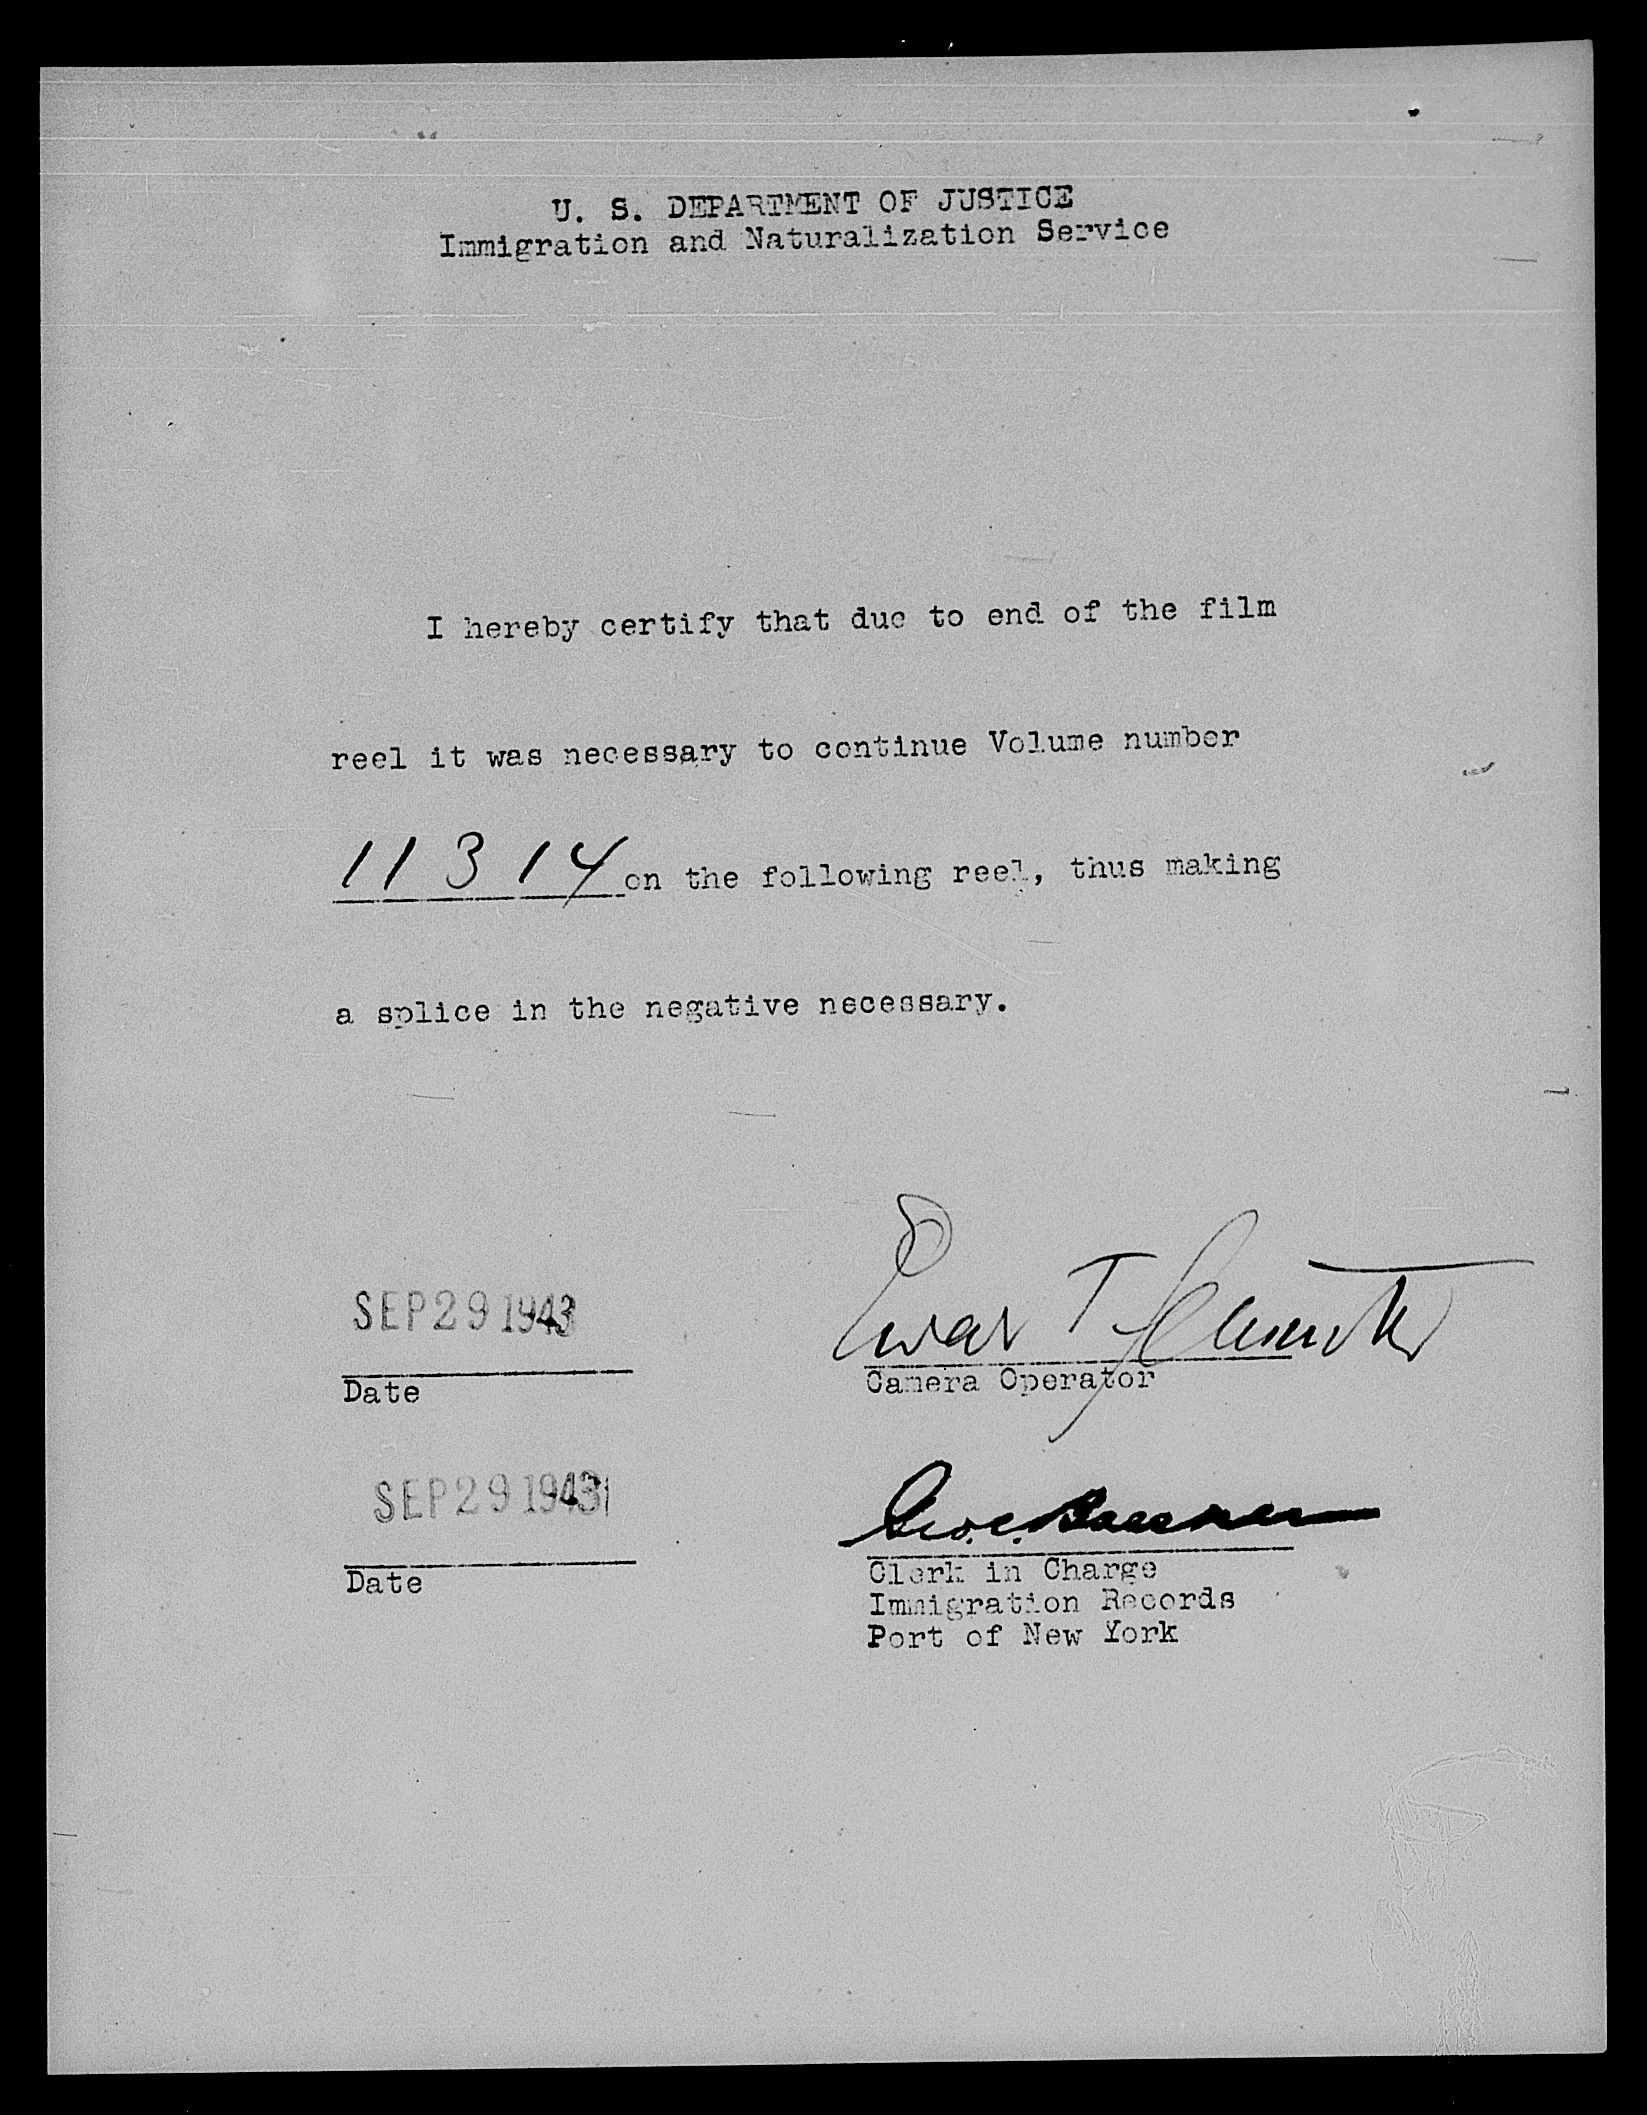 U. S. DEPARTMENT OF JUSTICE
Immigration and Naturalization Service
I hereby certify that due to end of the film
reel it was necessary to continue Volume number
11314 on the following reel, thus making
a splice in the negative necessary.
SEP 29 1943
Date
Camera Operator
SEP 29 1943
Date
Clerk in Charge
Immigration Records
Port of New York